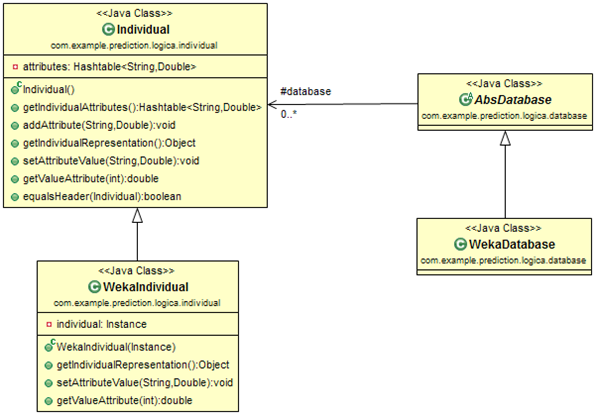 <<Java Class>>
Individual
com.example.prediction.logica.individual
attributes: Hashtable<String,Double>
Individual()
getIndividualAttributes():Hashtable<String,Double>
addAttribute(String,Double):void
getIndividualRepresentation():Object
setAttributeValue(String,Double):void
getValueAttribute(int):double
equalsHeader(Individual):boolean
#database
0..*
<<Java Class>>
AbsDatabase
com.example.prediction.logica.database
<<Java Class>>
WekaDatabase
com.example.prediction.logica.database
<<Java Class>>
WekaIndividual
com.example.prediction.logica.individual
individual: Instance
WekaIndividual(Instance)
getIndividualRepresentation():Object
setAttributeValue(String,Double):void
getValueAttribute(int):double